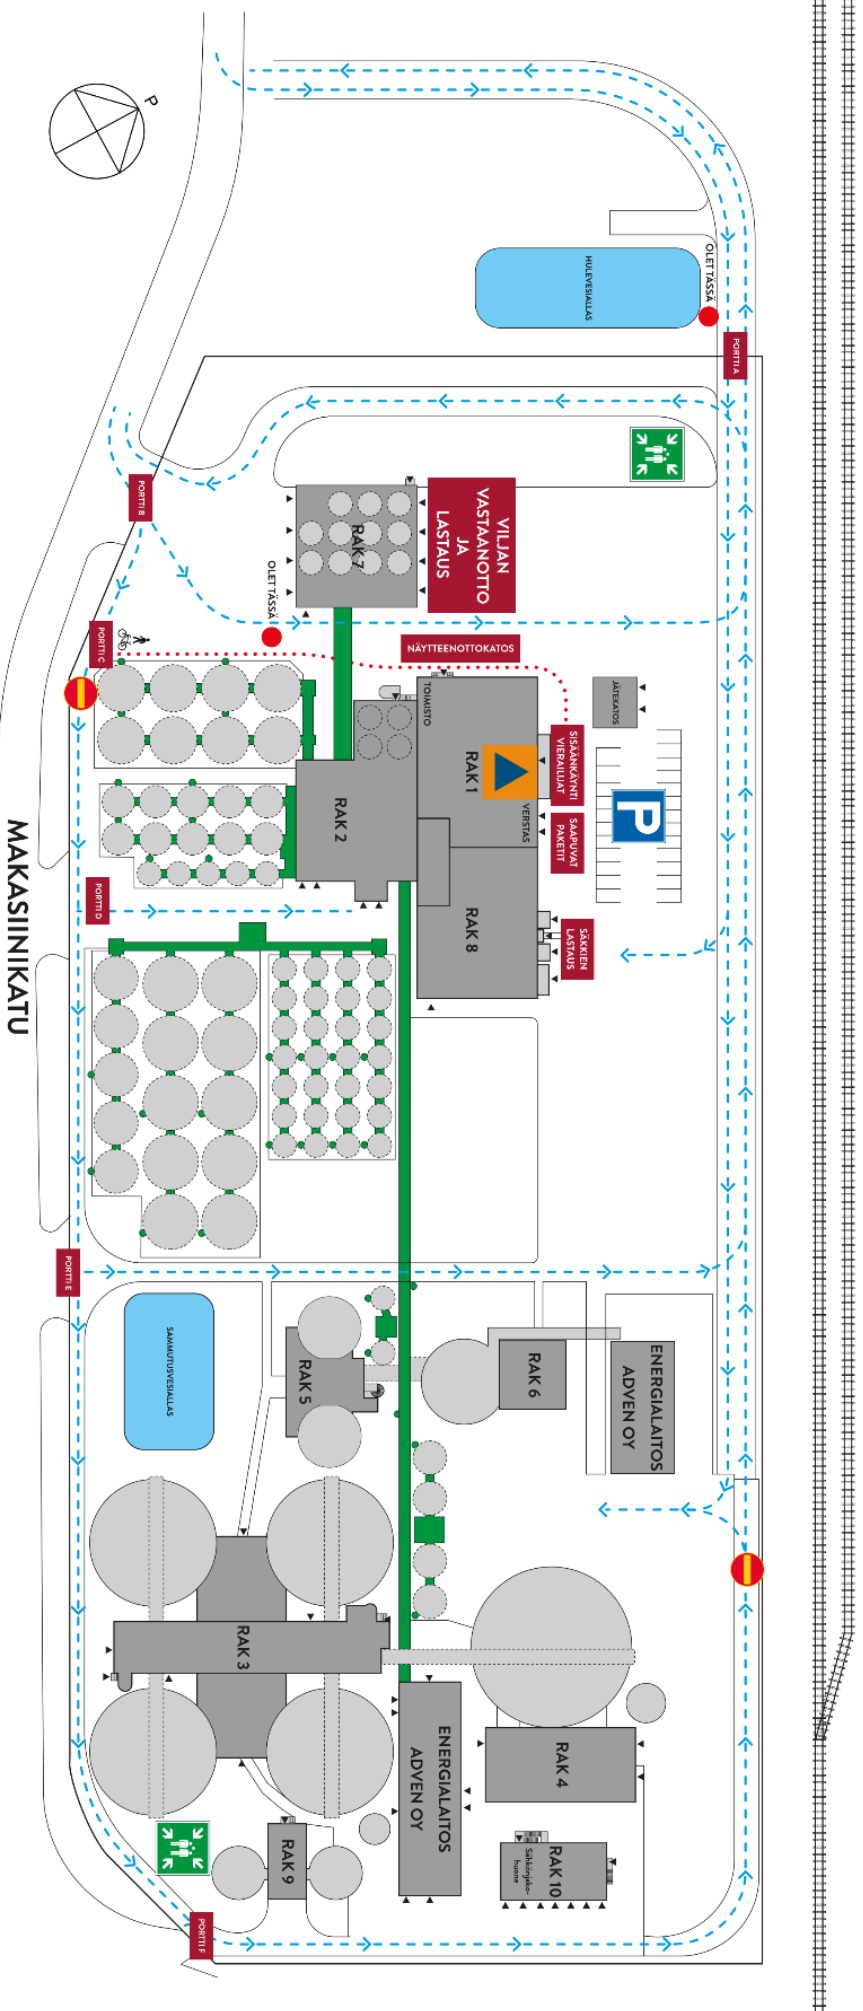 P
OLET TÄSSÄ
HULEVESIALLAS
PORTTI A
PORTTI B
VILJAN
VASTAANOTTO
JA
LASTAUS
RAK 7
OLET TÄSSÄ
PORTTI C
NÄYTTEENOTTOKATOS
JÄTEKATOS
TOIMISTO
SISÄÄNKÄYNTI
VIERAILIJAT
RAK 1
P
VERSTAS
SAAPUVAT
PAKETIT
RAK 2
PORTTI D
RAK 8
SÄKKIEN
LASTAUS
MAKASIINIKATU
PORTTI E
SAMMUTUSVESIALLAS
RAK 5
RAK 6
ENERGIALAITOS
ADVEN OY
RAK 3
ENERGIALAITOS
ADVEN OY
RAK 4
RAK 9
RAK 10
Sähkönjako-
huone
PORTTI F